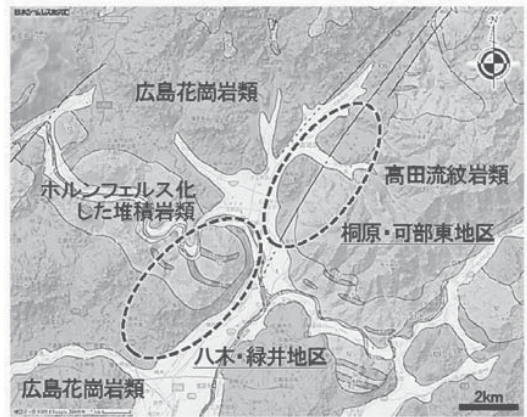 広島花崗岩類
ホルンフェルス化
した堆積岩類
高田流紋岩類
桐原・可部東地区
八木・緑井地区
広島花崗岩類
2km